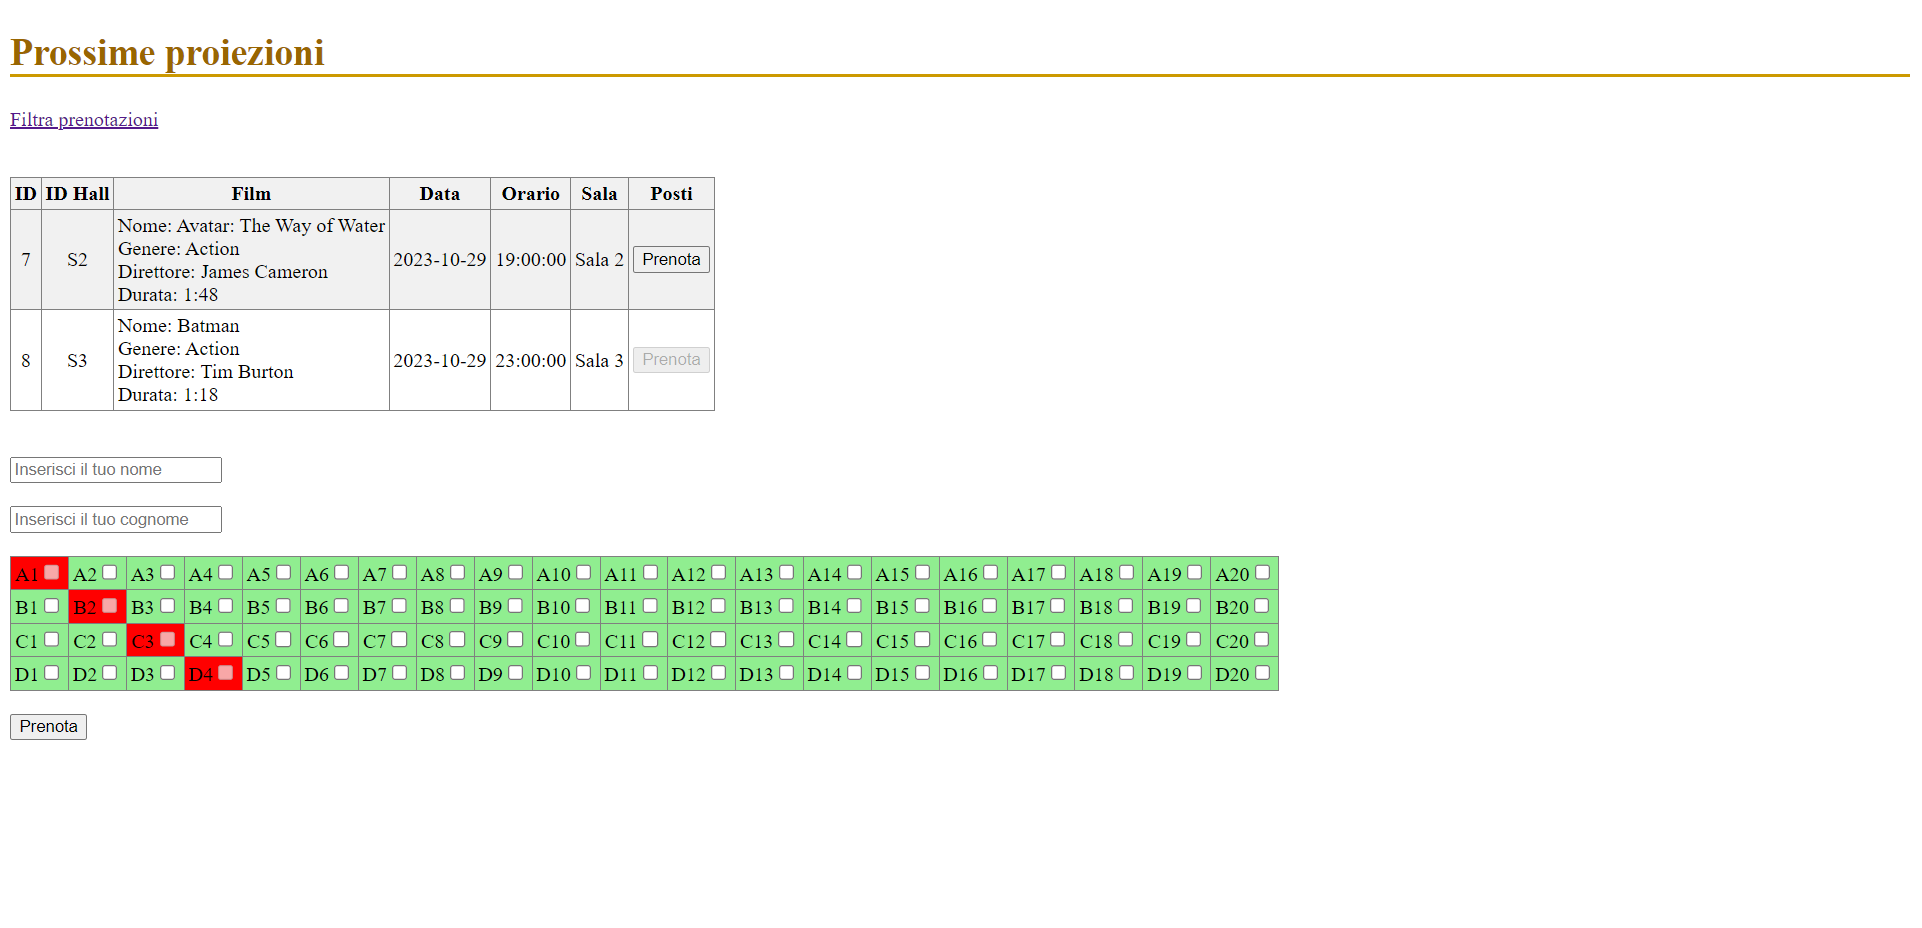 Prossime proiezioni
Filtra prenotazioni
ID ID Hall Film Data Orario Sala Posti
7 S2 Nome: Avatar: The Way of Water
Genere: Action
Direttore: James Cameron
Durata: 1:48
2023-10-29 19:00:00 Sala 2 Prenota
8 S3 Nome: Batman
Genere: Action
Direttore: Tim Burton
Durata: 1:18
2023-10-29 23:00:00 Sala 3 Prenota
Inserisci il tuo nome
Inserisci il tuo cognome
A1 A2 A3 A4 A5 A6 A7 A8 A9 A10 A11 A12 A13 A14 A15 A16 A17 A18 A19 A20
B1 B2 B3 B4 B5 B6 B7 B8 B9 B10 B11 B12 B13 B14 B15 B16 B17 B18 B19 B20
C1 C2 C3 C4 C5 C6 C7 C8 C9 C10 C11 C12 C13 C14 C15 C16 C17 C18 C19 C20
D1 D2 D3 D4 D5 D6 D7 D8 D9 D10 D11 D12 D13 D14 D15 D16 D17 D18 D19 D20
Prenota